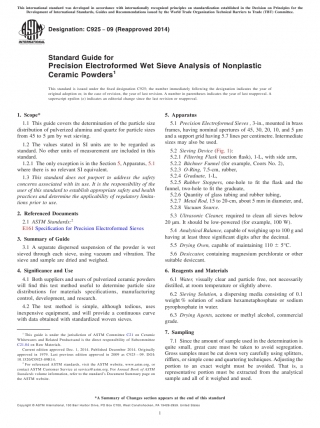 This international standard was developed in accordance with internationally recognized principles on standardization established in the Decision on Principles for the
Development of International Standards, Guides and Recommendations issued by the World Trade Organization Technical Barriers to Trade (TBT) Committee.
Designation: C925 - 09 (Reapproved 2014)
Standard Guide for
Precision Electroformed Wet Sieve Analysis of Nonplastic
Ceramic Powders1
This standard is issued under the fixed designation C925; the number immediately following the designation indicates the year of
original adoption or, in the case of revision, the year of last revision. A number in parentheses indicates the year of last reapproval. A
superscript epsilon (ε) indicates an editorial change since the last revision or reapproval.
1. Scope*
1.1 This guide covers the determination of the particle size
distribution of pulverized alumina and quartz for particle sizes
from 45 to 5 µm by wet sieving.
1.2 The values stated in SI units are to be regarded as
standard. No other units of measurement are included in this
standard.
1.2.1 The only exception is in the Section 5, Apparatus, 5.1
where there is no relevant SI equivalent.
1.3 This standard does not purport to address the safety
concerns associated with its use. It is the responsibility of the
user of this standard to establish appropriate safety and health
practices and determine the applicability of regulatory limita-
tions prior to use.
2. Referenced Documents
2.1 ASTM Standards:2
E161 Specification for Precision Electroformed Sieves
3. Summary of Guide
3.1 A separate dispersed suspension of the powder is wet
sieved through each sieve, using vacuum and vibration. The
sieve and sample are dried and weighed.
4. Significance and Use
4.1 Both suppliers and users of pulverized ceramic powders
will find this test method useful to determine particle size
distributions for materials specifications, manufacturing
control, development, and research.
4.2 The test method is simple, although tedious, uses
inexpensive equipment, and will provide a continuous curve
with data obtained with standardized woven sieves.
1 This guide is under the jurisdiction of ASTM Committee C21 on Ceramic
Whitewares and Related Products and is the direct responsibility of Subcommittee
C21.04 on Raw Materials.
Current edition approved Dec. 1, 2014. Published December 2014. Originally
approved in 1979. Last previous edition approved in 2009 as C925 – 09. DOI:
10.1520/C0925-09R14.
2 For referenced ASTM standards, visit the ASTM website, www.astm.org, or
contact ASTM Customer Service at service@astm.org. For Annual Book of ASTM
Standards volume information, refer to the standard's Document Summary page on
the ASTM website.
5. Apparatus
5.1 Precision Electroformed Sieves, 3-in., mounted in brass
frames, having nominal apertures of 45, 30, 20, 10, and 5 µm
and a support grid having 5.7 lines per centimetre. Intermediate
sizes may also be used.
5.2 Sieving Device (Fig. 1):
5.2.1 Filtering Flask (suction flask), 1-L, with side arm,
5.2.2 Büchner Funnel (for example, Coors No. 2),
5.2.3 O-Ring, 7.5-cm, rubber,
5.2.4 Graduate, 1-L,
5.2.5 Rubber Stoppers, one-hole to fit the flask and the
funnel, two-hole to fit the graduate,
5.2.6 Quantity of glass tubing and rubber tubing,
5.2.7 Metal Rod, 15 to 20-cm, about 5 mm in diameter, and,
5.2.8 Vacuum Source.
5.3 Ultrasonic Cleaner, required to clean all sieves below
20 µm. It should be low-powered (for example, 100 W).
5.4 Analytical Balance, capable of weighing up to 100 g and
having at least three significant digits after the decimal.
5.5 Drying Oven, capable of maintaining 110 ± 5°C.
5.6 Desiccator, containing magnesium perchlorate or other
suitable desiccant.
6. Reagents and Materials
6.1 Water, visually clear and particle free, not necessarily
distilled, at room temperature or slightly above.
6.2 Sieving Solution, a dispersing media consisting of 0.1
weight % solution of sodium hexametaphosphate or sodium
pyrophosphate in water.
6.3 Drying Agents, acetone or methyl alcohol, commercial
grade.
7. Sampling
7.1 Since the amount of sample used in the determination is
quite small, great care must be taken to avoid segregation.
Gross samples must be cut down very carefully using splitters,
riffles, or simple cone and quartering techniques. Adjusting the
portion to an exact weight must be avoided. That is, a
representative portion must be extracted from the analytical
sample and all of it weighed and used.
*A Summary of Changes section appears at the end of this standard
Copyright © ASTM International, 100 Barr Harbor Drive, PO Box C700, West Conshohocken, PA 19428-2959. United States
1